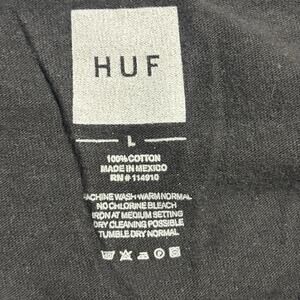 HUF
L
100% COTTON
MADE IN MEXICO
RN # 114910
MACHINE WASH WARM NORMAL
NO CHLORINE BLEACH
IRON AT MEDIUM SETTING
DRY CLEANING POSSIBLE
TUMBLE DRY NORMAL